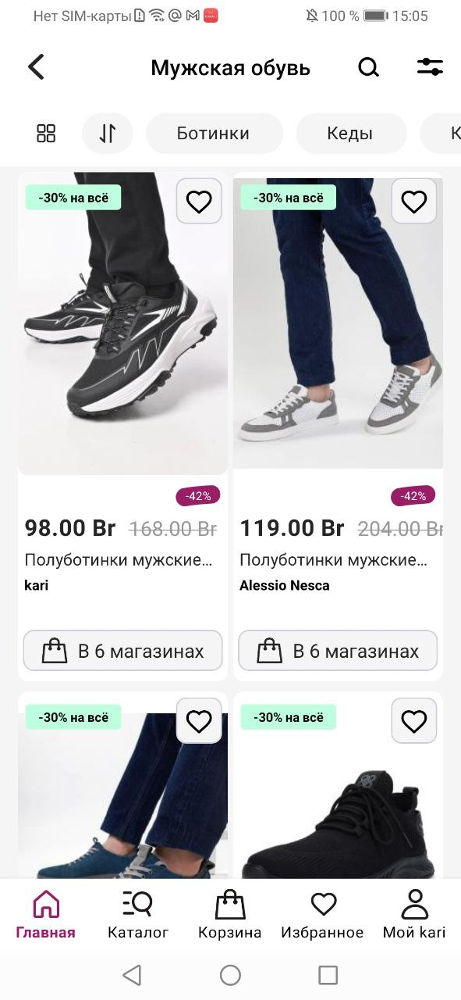 Нет SIM-карты
100 %
15:05
Мужская обувь
Ботинки
Кеды
К
-30% на всё
-30% на всё
-42%
-42%
98.00 Br 168.00 Br
119.00 Br 204.00 Br
Полуботинки мужские...
Полуботинки мужские...
kari
Alessio Nesca
В 6 магазинах
В 6 магазинах
-30% на всё
-30% на всё
Главная
Каталог
Корзина
Избранное
Мой kari